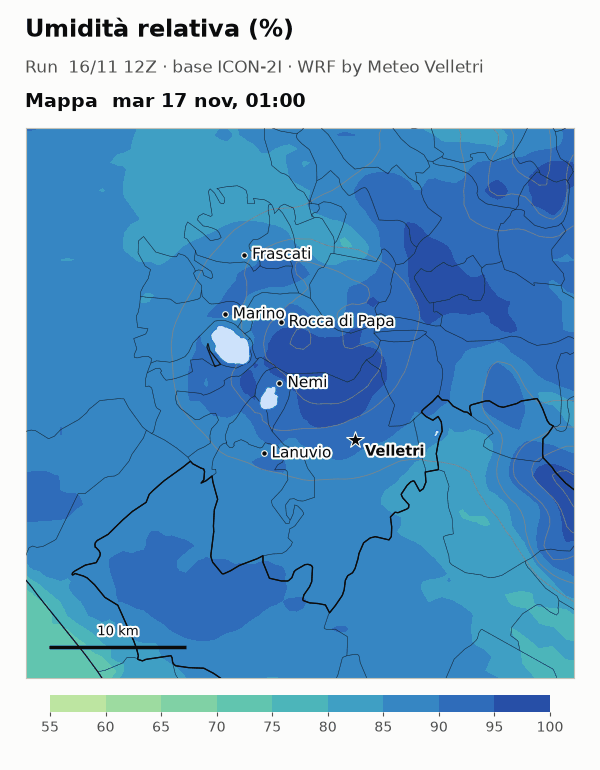 Umidità relativa (%)
Run  16/11 12Z · base ICON-2I · WRF by Meteo Velletri
Mappa  mar 17 nov, 01:00
Frascati
Marino
Rocca di Papa
Nemi
Velletri
Lanuvio
10 km
55 60 65 70 75 80 85 90 95 100